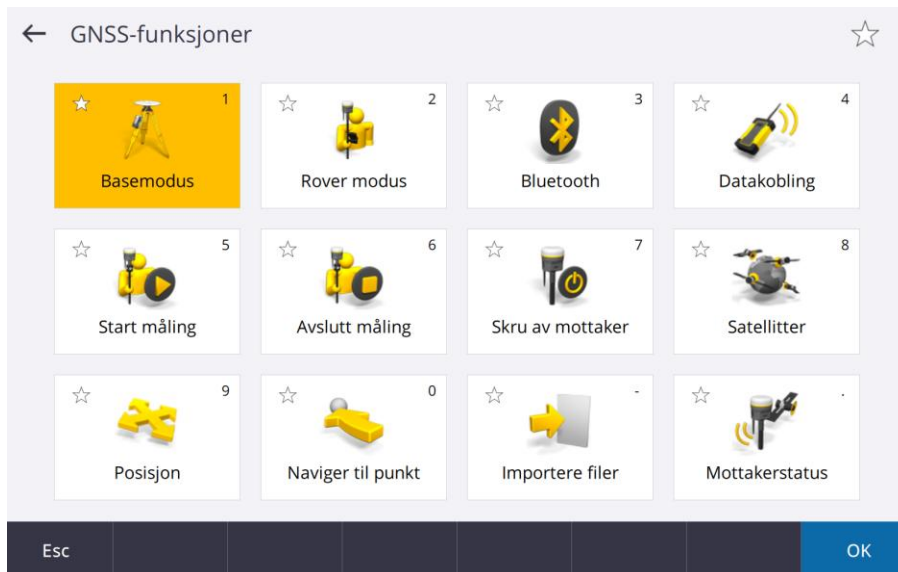 GNSS-funksjoner
1
Basemodus
2
Rover modus
3
Bluetooth
4
Datakobling
5
Start måling
6
Avslutt måling
7
Skru av mottaker
8
Satellitter
9
Posisjon
0
Naviger til punkt
-
Importere filer
.
Mottakerstatus
Esc
OK